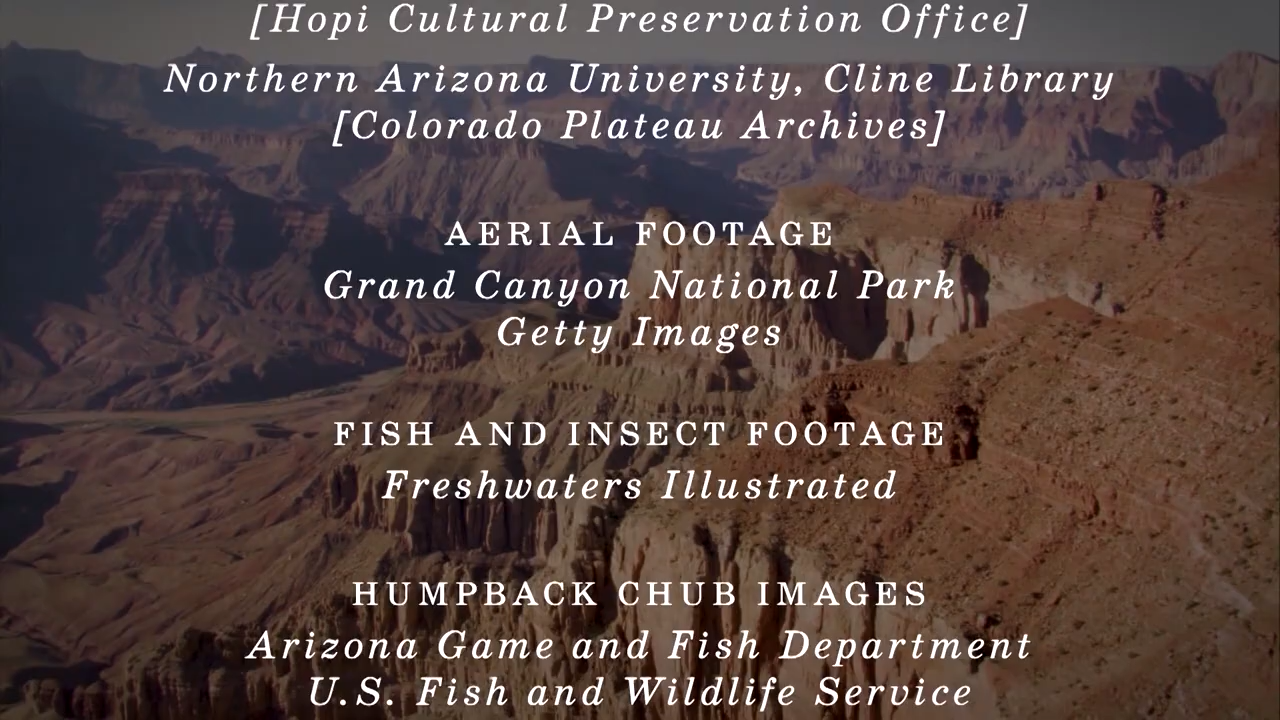 [Hopi Cultural Preservation Office]
Northern Arizona University, Cline Library
[Colorado Plateau Archives]
AERIAL FOOTAGE
Grand Canyon National Park
Getty Images
FISH AND INSECT FOOTAGE
Freshwaters Illustrated
HUMPBACK CHUB IMAGES
Arizona Game and Fish Department
U.S. Fish and Wildlife Service